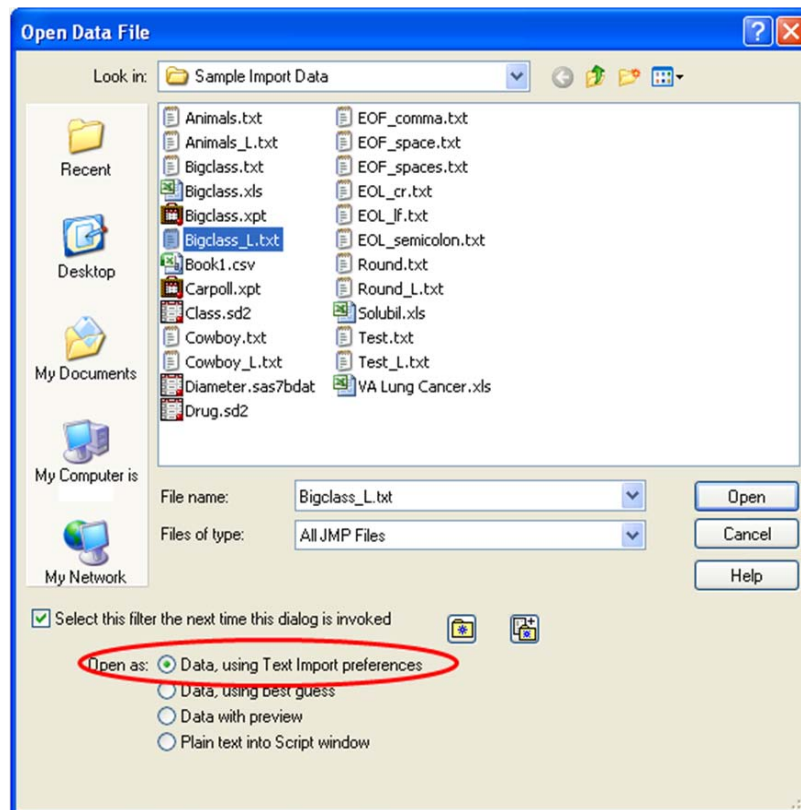 Open Data File
Look in: Sample Import Data
Recent
Desktop
My Documents
My Computer is
My Network
Animals.txt
Animals_L.txt
Bigclass.txt
Bigclass.xls
Bigclass.xpt
Bigclass_L.txt
Book1.csv
Carpoll.xpt
Class.sd2
Cowboy.txt
Cowboy_L.txt
Diameter.sas7bdat
Drug.sd2
EOF_comma.txt
EOF_space.txt
EOF_spaces.txt
EOL_cr.txt
EOL_lf.txt
EOL_semicolon.txt
Round.txt
Round_L.txt
Solubil.xls
Test.txt
Test_L.txt
VA Lung Cancer.xls
File name: Bigclass_L.txt Open
Files of type: All JMP Files Cancel
Help
Select this filter the next time this dialog is invoked
Open as: Data, using Text Import preferences
Data, using best guess
Data with preview
Plain text into Script window